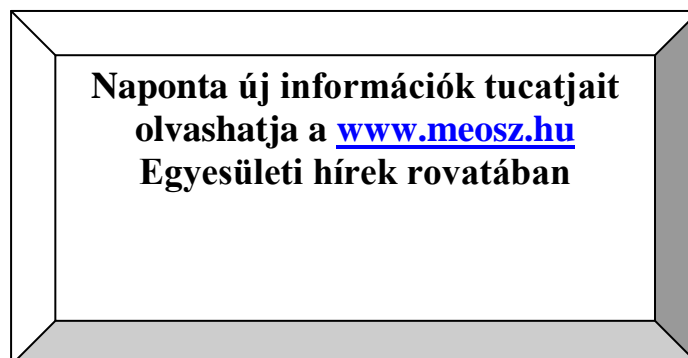 Naponta új információk tucatjait
olvashatja a www.meosz.hu
Egyesületi hírek rovatában